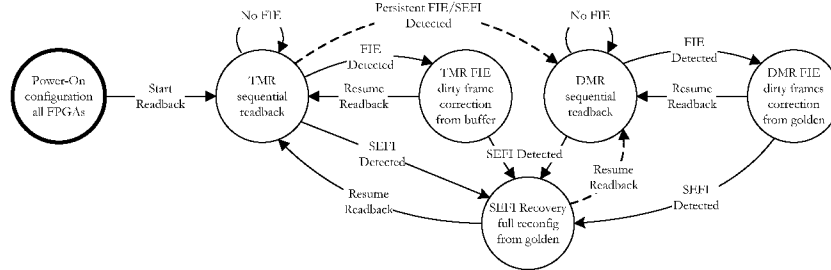 No FIE
Persistent FIE/SEFI
Detected
No FIE
FIE
Detected
FIE
Detected
Power-On
configuration
all FPGAs
Start
Readback
TMR
sequential
readback
Resume
Readback
TMR FIE
dirty frame
correction
from buffer
DMR
sequential
readback
Resume
Readback
DMR FIE
dirty frames
correction
from golden
SEFI
Detected
SEFI Detected
Resume
Readback
Resume
Readback
SEFI Recovery
full reconfig
from golden
SEFI
Detected